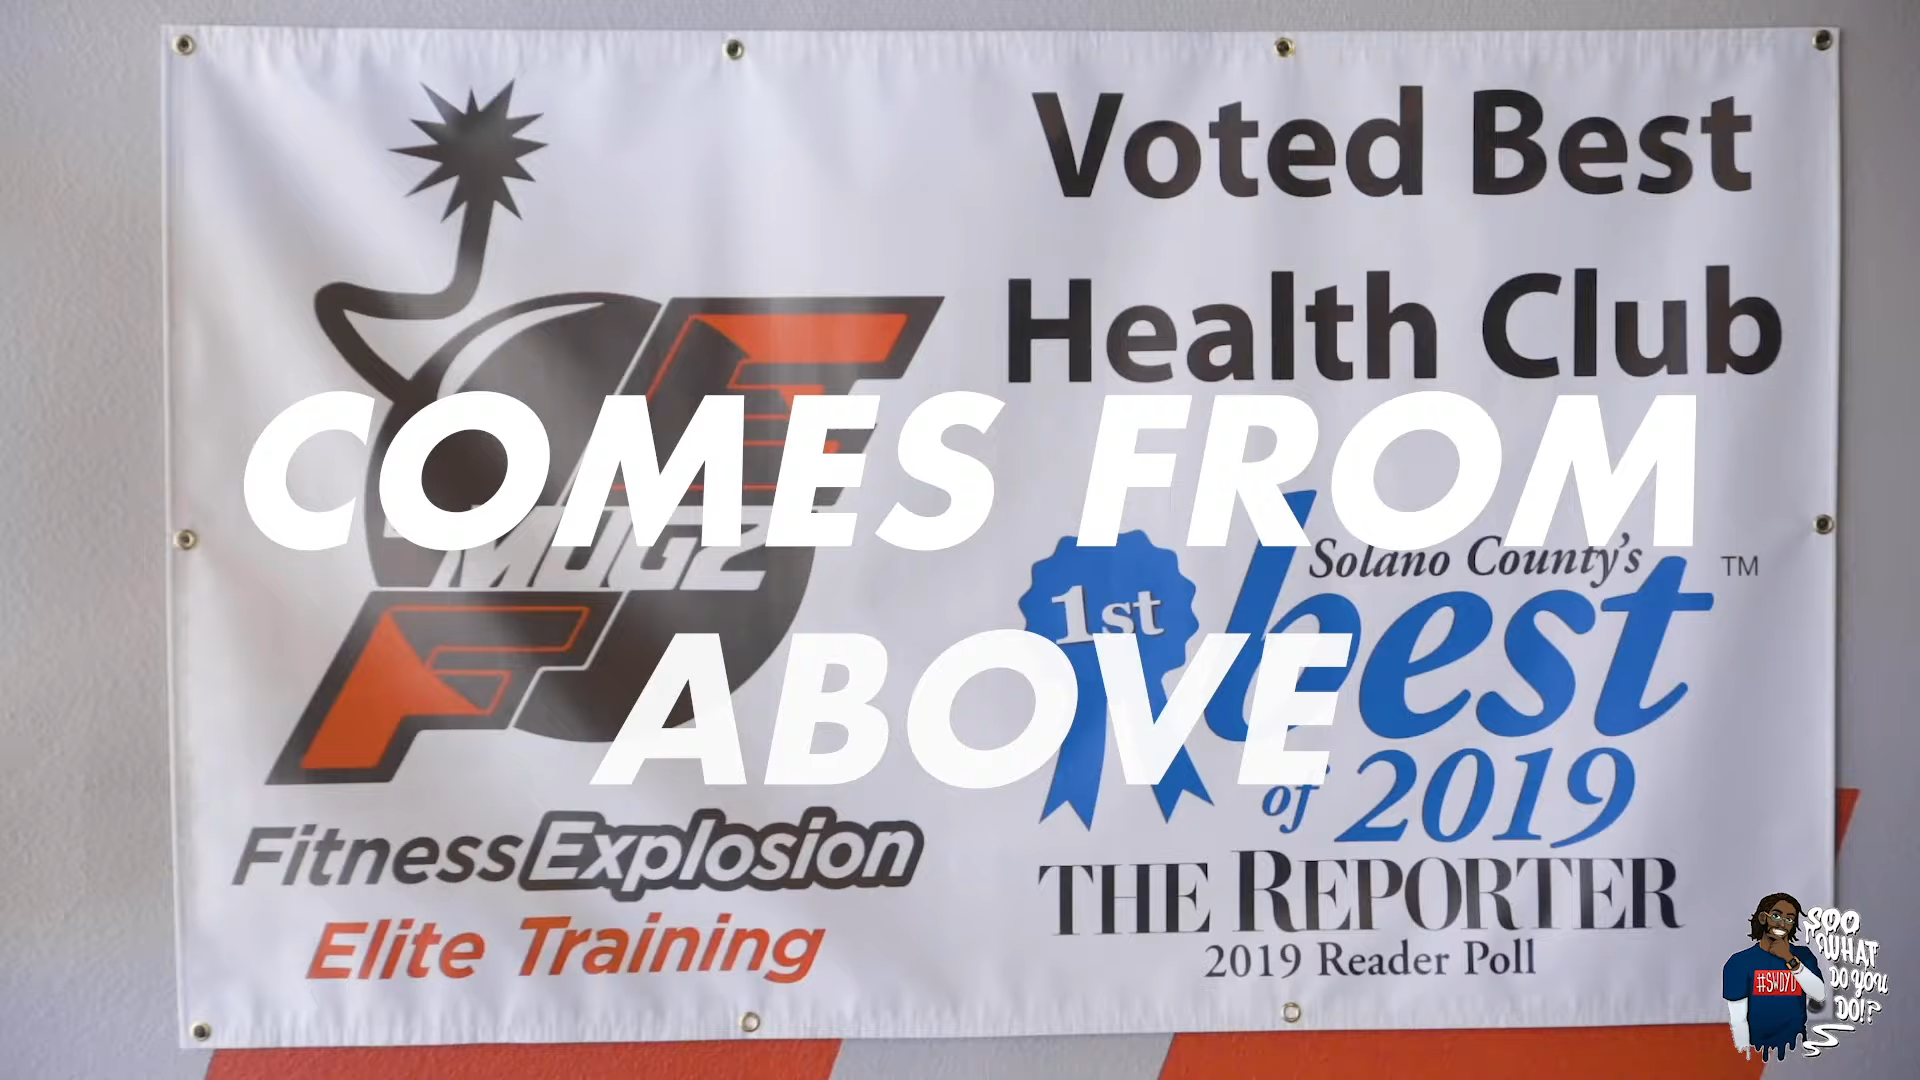 Voted Best
Health Club
COMES FROM
ABOVE
MUGZ
Fitness Explosion
Elite Training
1st
Solano County's
best
TM
of 2019
THE REPORTER
2019 Reader Poll
#SWDYD
SOO
WHAT
DO YOU
DO!?